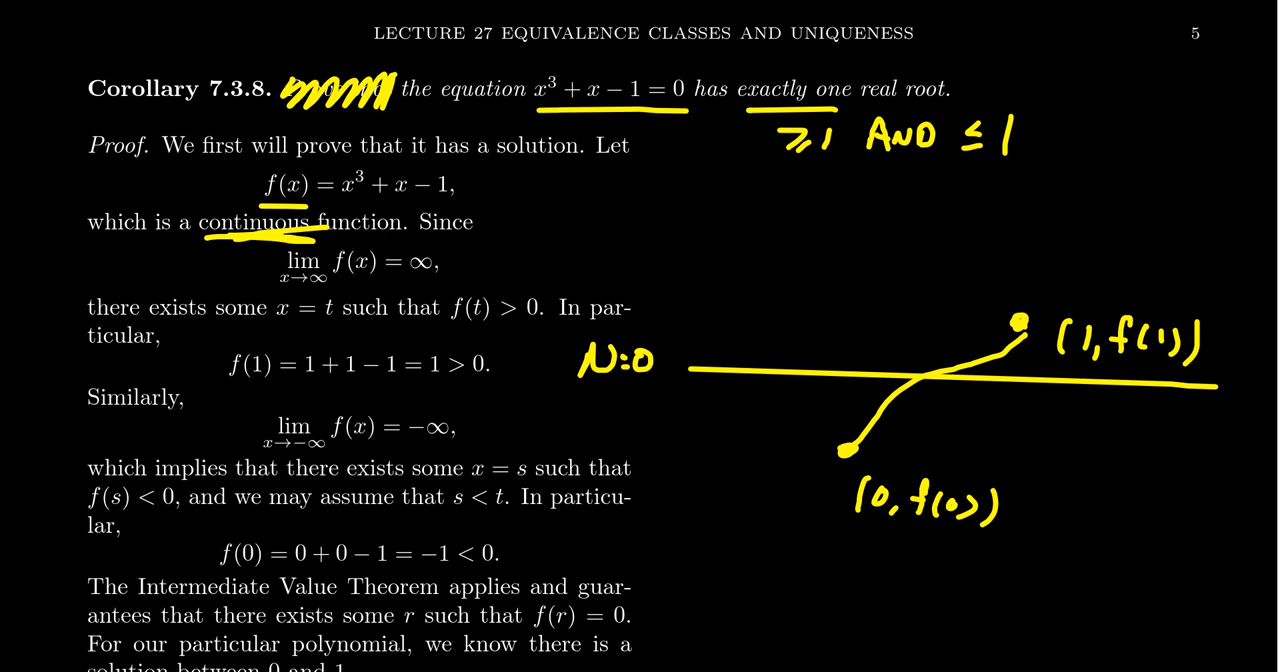 LECTURE 27 EQUIVALENCE CLASSES AND UNIQUENESS 5
Corollary 7.3.8. the equation x³ + x − 1 = 0 has exactly one real root.
≥1 AND ≤ 1
Proof. We first will prove that it has a solution. Let
f(x) = x³ + x − 1,
which is a continuous function. Since
lim x→∞ f(x) = ∞,
there exists some x = t such that f(t) > 0. In par-
ticular,
f(1) = 1 + 1 − 1 = 1 > 0.
N=0
(1, f(1))
Similarly,
lim x→−∞ f(x) = −∞,
which implies that there exists some x = s such that
f(s) < 0, and we may assume that s < t. In particu-
lar,
(0, f(0))
f(0) = 0 + 0 − 1 = −1 < 0.
The Intermediate Value Theorem applies and guar-
antees that there exists some r such that f(r) = 0.
For our particular polynomial, we know there is a
solution between 0 and 1